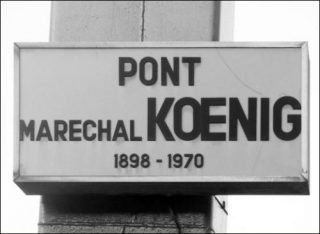 PONT
MARECHAL KOENIG
1898 - 1970